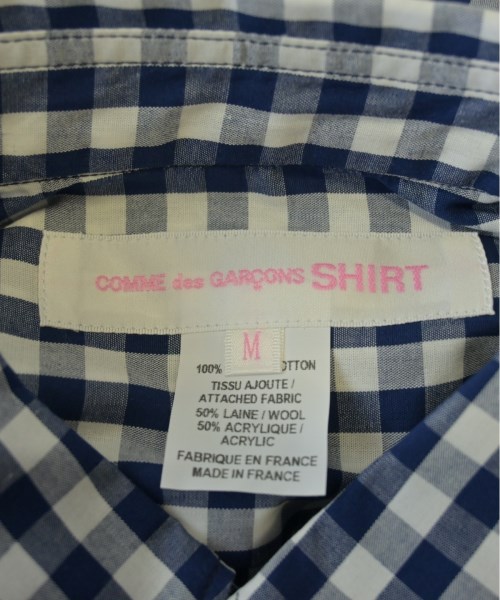 COMME des GARÇONS SHIRT
M
100% OTTON
TISSU AJOUTE /
ATTACHED FABRIC
50% LAINE / WOOL
50% ACRYLIQUE /
ACRYLIC
FABRIQUE EN FRANCE
MADE IN FRANCE